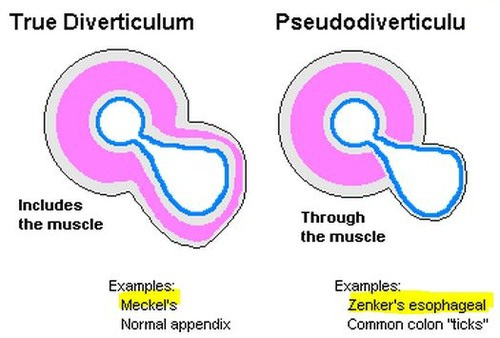 True Diverticulum
Pseudodiverticulu
Includes
the muscle
Through
the muscle
Examples:
Meckel's
Normal appendix
Examples:
Zenker's esophageal
Common colon "ticks"